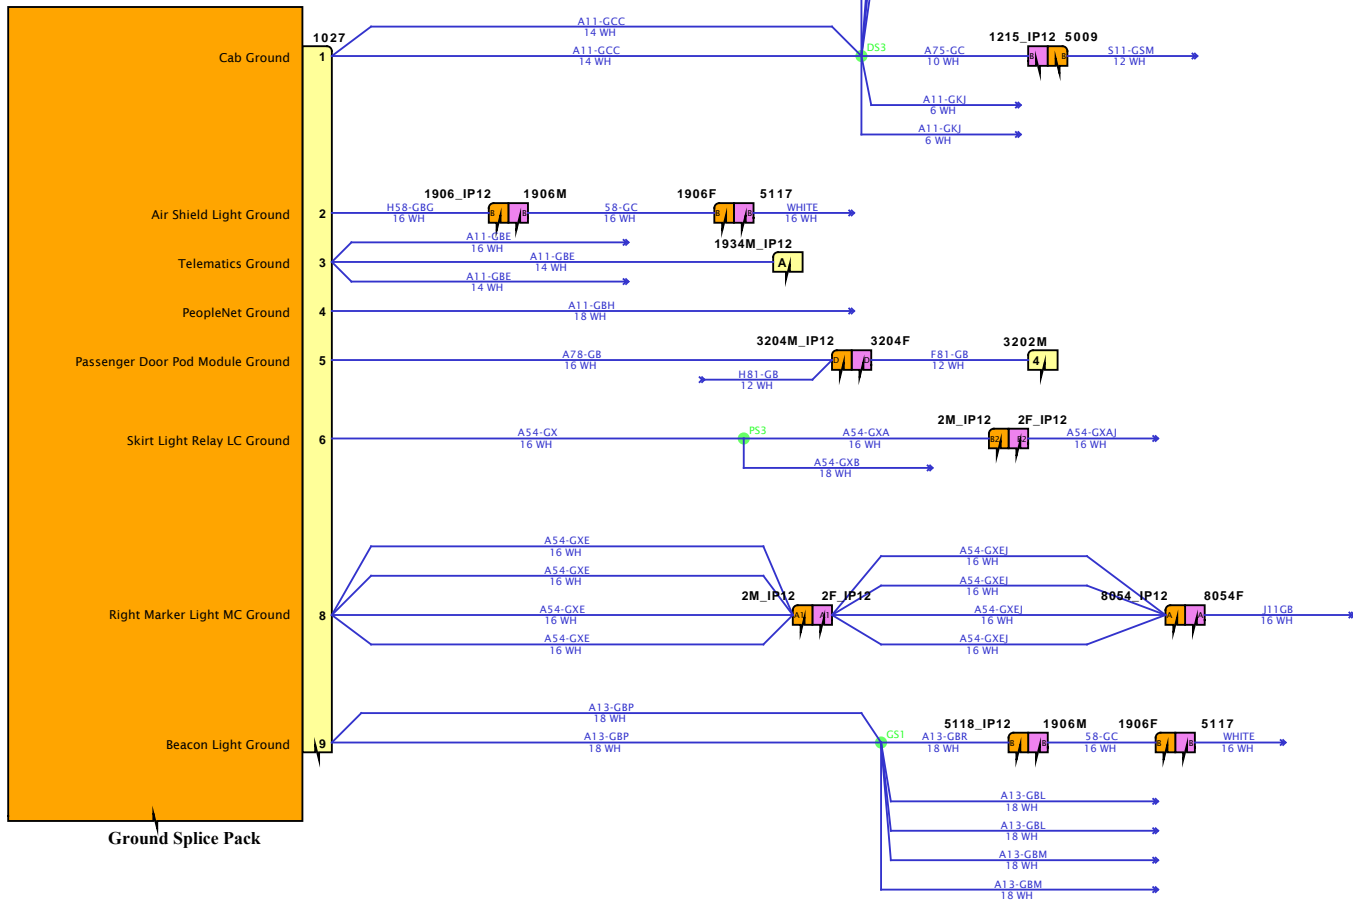 A11-GCC
14 WH
1027
1215_IP12 5009
DS3
Cab Ground
1
A11-GCC
14 WH
A75-GC
10 WH
B
B
S11-GSM
12 WH
A11-GKJ
6 WH
A11-GKJ
6 WH
1906_IP12 1906M 1906F 5117
Air Shield Light Ground
2
H58-GBG
16 WH
B
B
58-GC
16 WH
B
B
WHITE
16 WH
A11-GBE
16 WH
1934M_IP12
Telematics Ground
3
A11-GBE
14 WH
A
A11-GBE
14 WH
PeopleNet Ground
4
A11-GBH
18 WH
3204M_IP12 3204F 3202M
Passenger Door Pod Module Ground
5
A78-GB
16 WH
D
D
F81-GB
12 WH
4
H81-GB
12 WH
2M_IP12 2F_IP12
PS3
Skirt Light Relay LC Ground
6
A54-GX
16 WH
A54-GXA
16 WH
B2
B2
A54-GXAJ
16 WH
A54-GXB
18 WH
A54-GXE
16 WH
A54-GXEJ
16 WH
A54-GXE
16 WH
A54-GXEJ
16 WH
2M_IP12 2F_IP12 8054_IP12 8054F
Right Marker Light MC Ground
8
A54-GXE
16 WH
A1
A1
A54-GXEJ
16 WH
A
A
J11GB
16 WH
A54-GXE
16 WH
A54-GXEJ
16 WH
A13-GBP
18 WH
5118_IP12 1906M 1906F 5117
GS1
Beacon Light Ground
9
A13-GBP
18 WH
A13-GBR
18 WH
B
B
58-GC
16 WH
B
B
WHITE
16 WH
A13-GBL
18 WH
A13-GBL
18 WH
Ground Splice Pack
A13-GBM
18 WH
A13-GBM
18 WH